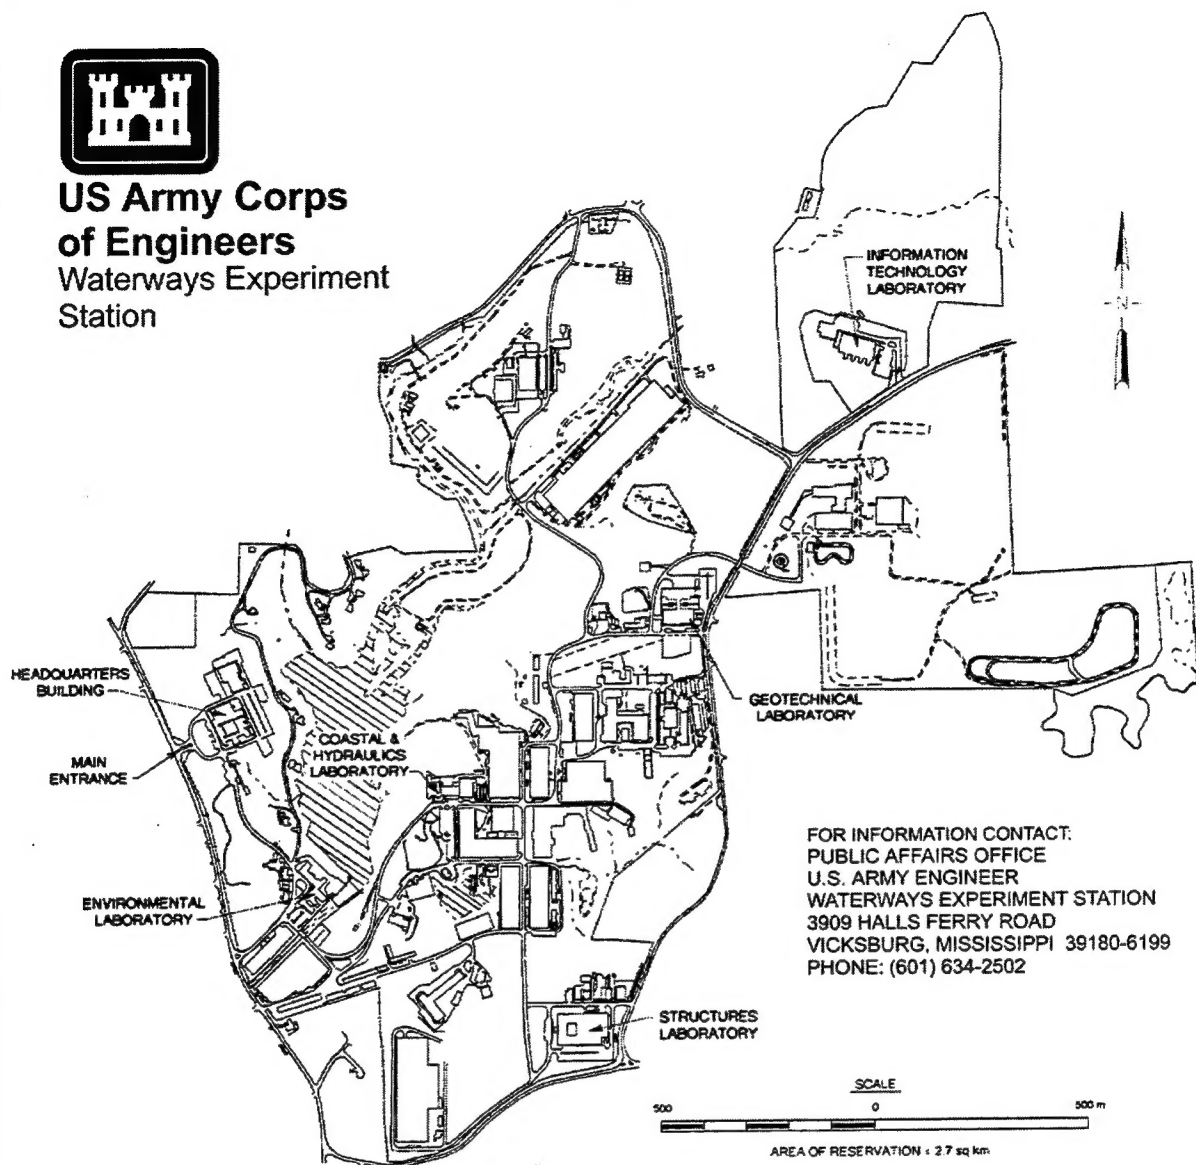 US Army Corps
of Engineers
Waterways Experiment
Station
INFORMATION
TECHNOLOGY
LABORATORY
N
HEADQUARTERS
BUILDING
MAIN
ENTRANCE
COASTAL &
HYDRAULICS
LABORATORY
GEOTECHNICAL
LABORATORY
ENVIRONMENTAL
LABORATORY
STRUCTURES
LABORATORY
FOR INFORMATION CONTACT:
PUBLIC AFFAIRS OFFICE
U.S. ARMY ENGINEER
WATERWAYS EXPERIMENT STATION
3909 HALLS FERRY ROAD
VICKSBURG, MISSISSIPPI 39180-6199
PHONE: (601) 634-2502
SCALE
500 0 500 m
AREA OF RESERVATION : 2.7 sq km